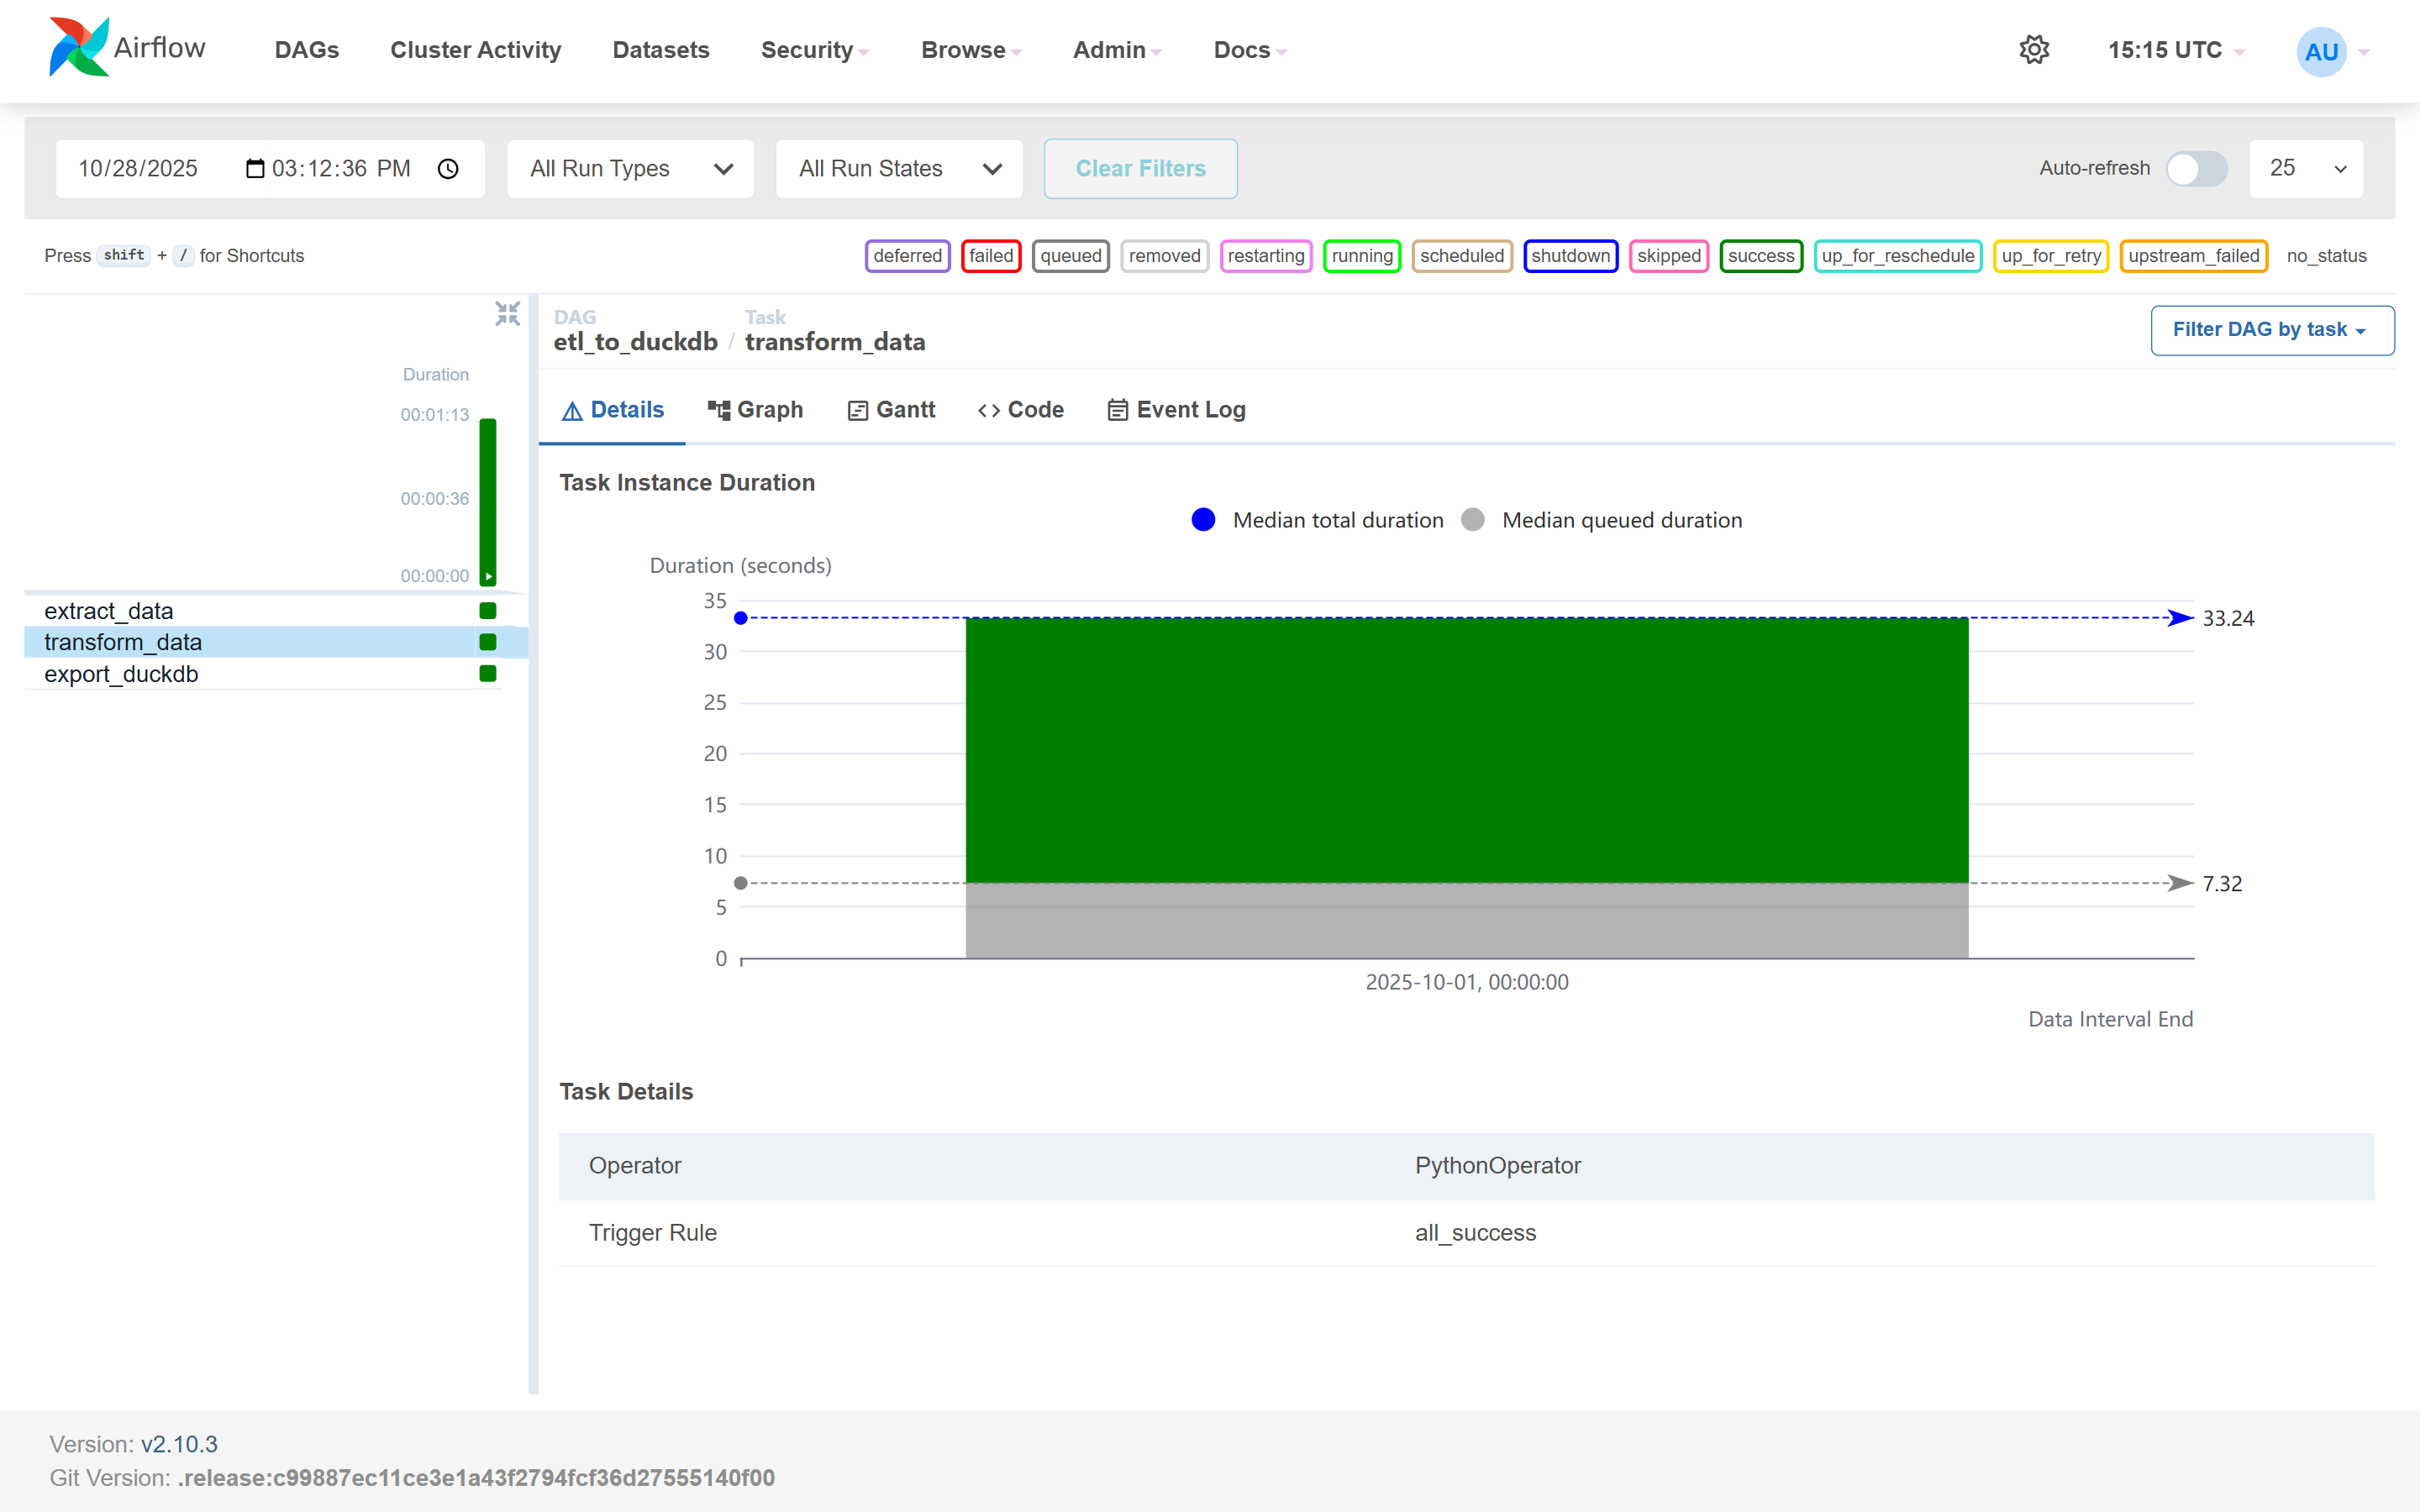 Airflow DAGs Cluster Activity Datasets Security Browse Admin Docs 15:15 UTC AU
10/28/2025 03:12:36 PM All Run Types All Run States Clear Filters Auto-refresh 25
Press shift + / for Shortcuts deferred failed queued removed restarting running scheduled shutdown skipped success up_for_reschedule up_for_retry upstream_failed no_status
Duration
00:01:13
00:00:36
00:00:00
extract_data
transform_data
export_duckdb
DAG Task
etl_to_duckdb / transform_data
Filter DAG by task
Details Graph Gantt Code Event Log
Task Instance Duration
Median total duration Median queued duration
Duration (seconds)
35
33.24
30
25
20
15
10
7.32
5
0
2025-10-01, 00:00:00
Data Interval End
Task Details
Operator PythonOperator
Trigger Rule all_success
Version: v2.10.3
Git Version: .release:c99887ec11ce3e1a43f2794fcf36d27555140f00